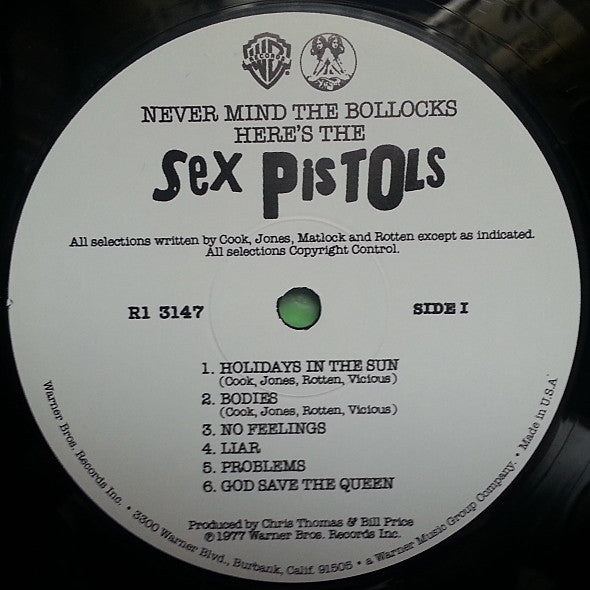 RECORDS
NEVER MIND THE BOLLOCKS
HERE'S THE
SEX PISTOLS
All selections written by Cook, Jones, Matlock and Rotten except as indicated.
All selections Copyright Control.
R1 3147
SIDE I
1. HOLIDAYS IN THE SUN
(Cook, Jones, Rotten, Vicious)
2. BODIES
(Cook, Jones, Rotten, Vicious)
3. NO FEELINGS
4. LIAR
5. PROBLEMS
6. GOD SAVE THE QUEEN
Produced by Chris Thomas & Bill Price
℗ 1977 Warner Bros. Records Inc.
Warner Bros. Records Inc. • 3300 Warner Blvd., Burbank, Calif. 91505 • a Warner Music Group Company. • Made in U.S.A.